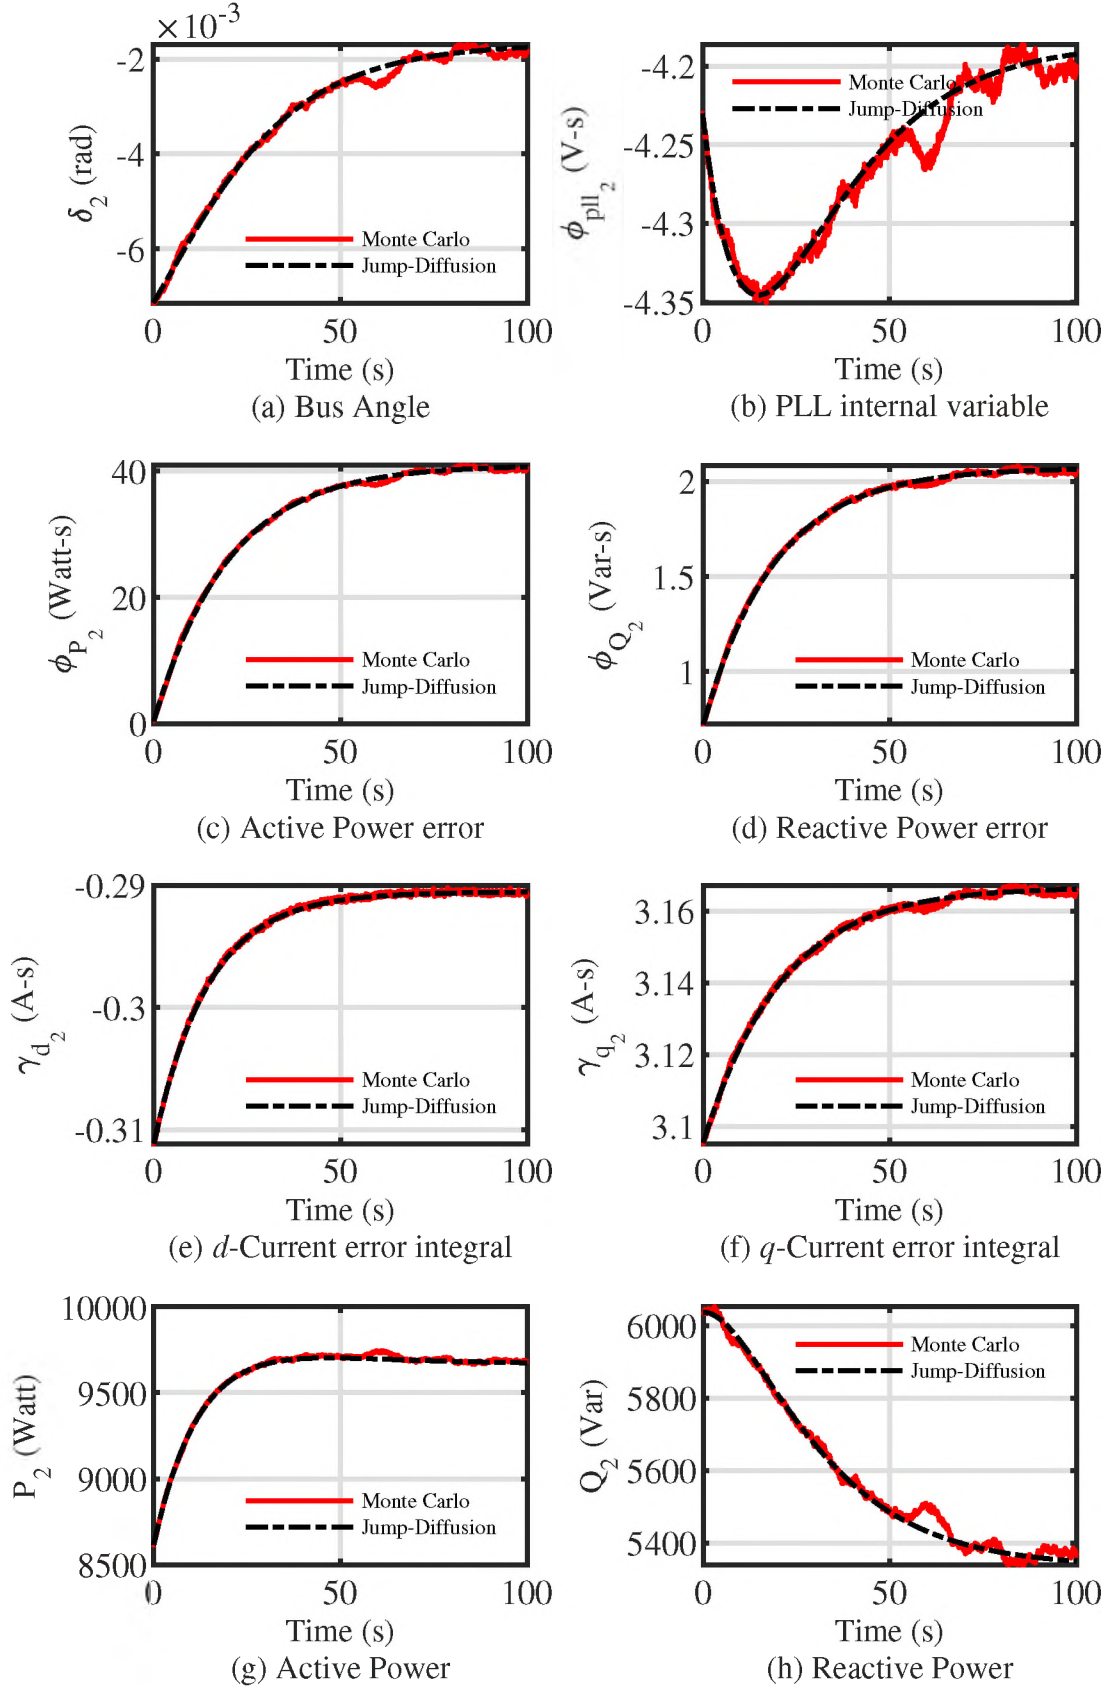 ×10⁻³
-2
-4
-6
δ₂ (rad)
Monte Carlo
Jump-Diffusion
0 50 100
Time (s)
(a) Bus Angle
-4.2
-4.25
-4.3
-4.35
ϕ_pll₂ (V-s)
Monte Carlo
Jump-Diffusion
0 50 100
Time (s)
(b) PLL internal variable
40
20
0
ϕ_P₂ (Watt-s)
Monte Carlo
Jump-Diffusion
0 50 100
Time (s)
(c) Active Power error
2
1.5
1
ϕ_Q₂ (Var-s)
Monte Carlo
Jump-Diffusion
0 50 100
Time (s)
(d) Reactive Power error
-0.29
-0.3
-0.31
γ_d₂ (A-s)
Monte Carlo
Jump-Diffusion
0 50 100
Time (s)
(e) d-Current error integral
3.16
3.14
3.12
3.1
γ_q₂ (A-s)
Monte Carlo
Jump-Diffusion
0 50 100
Time (s)
(f) q-Current error integral
10000
9500
9000
8500
P₂ (Watt)
Monte Carlo
Jump-Diffusion
0 50 100
Time (s)
(g) Active Power
6000
5800
5600
5400
Q₂ (Var)
Monte Carlo
Jump-Diffusion
0 50 100
Time (s)
(h) Reactive Power